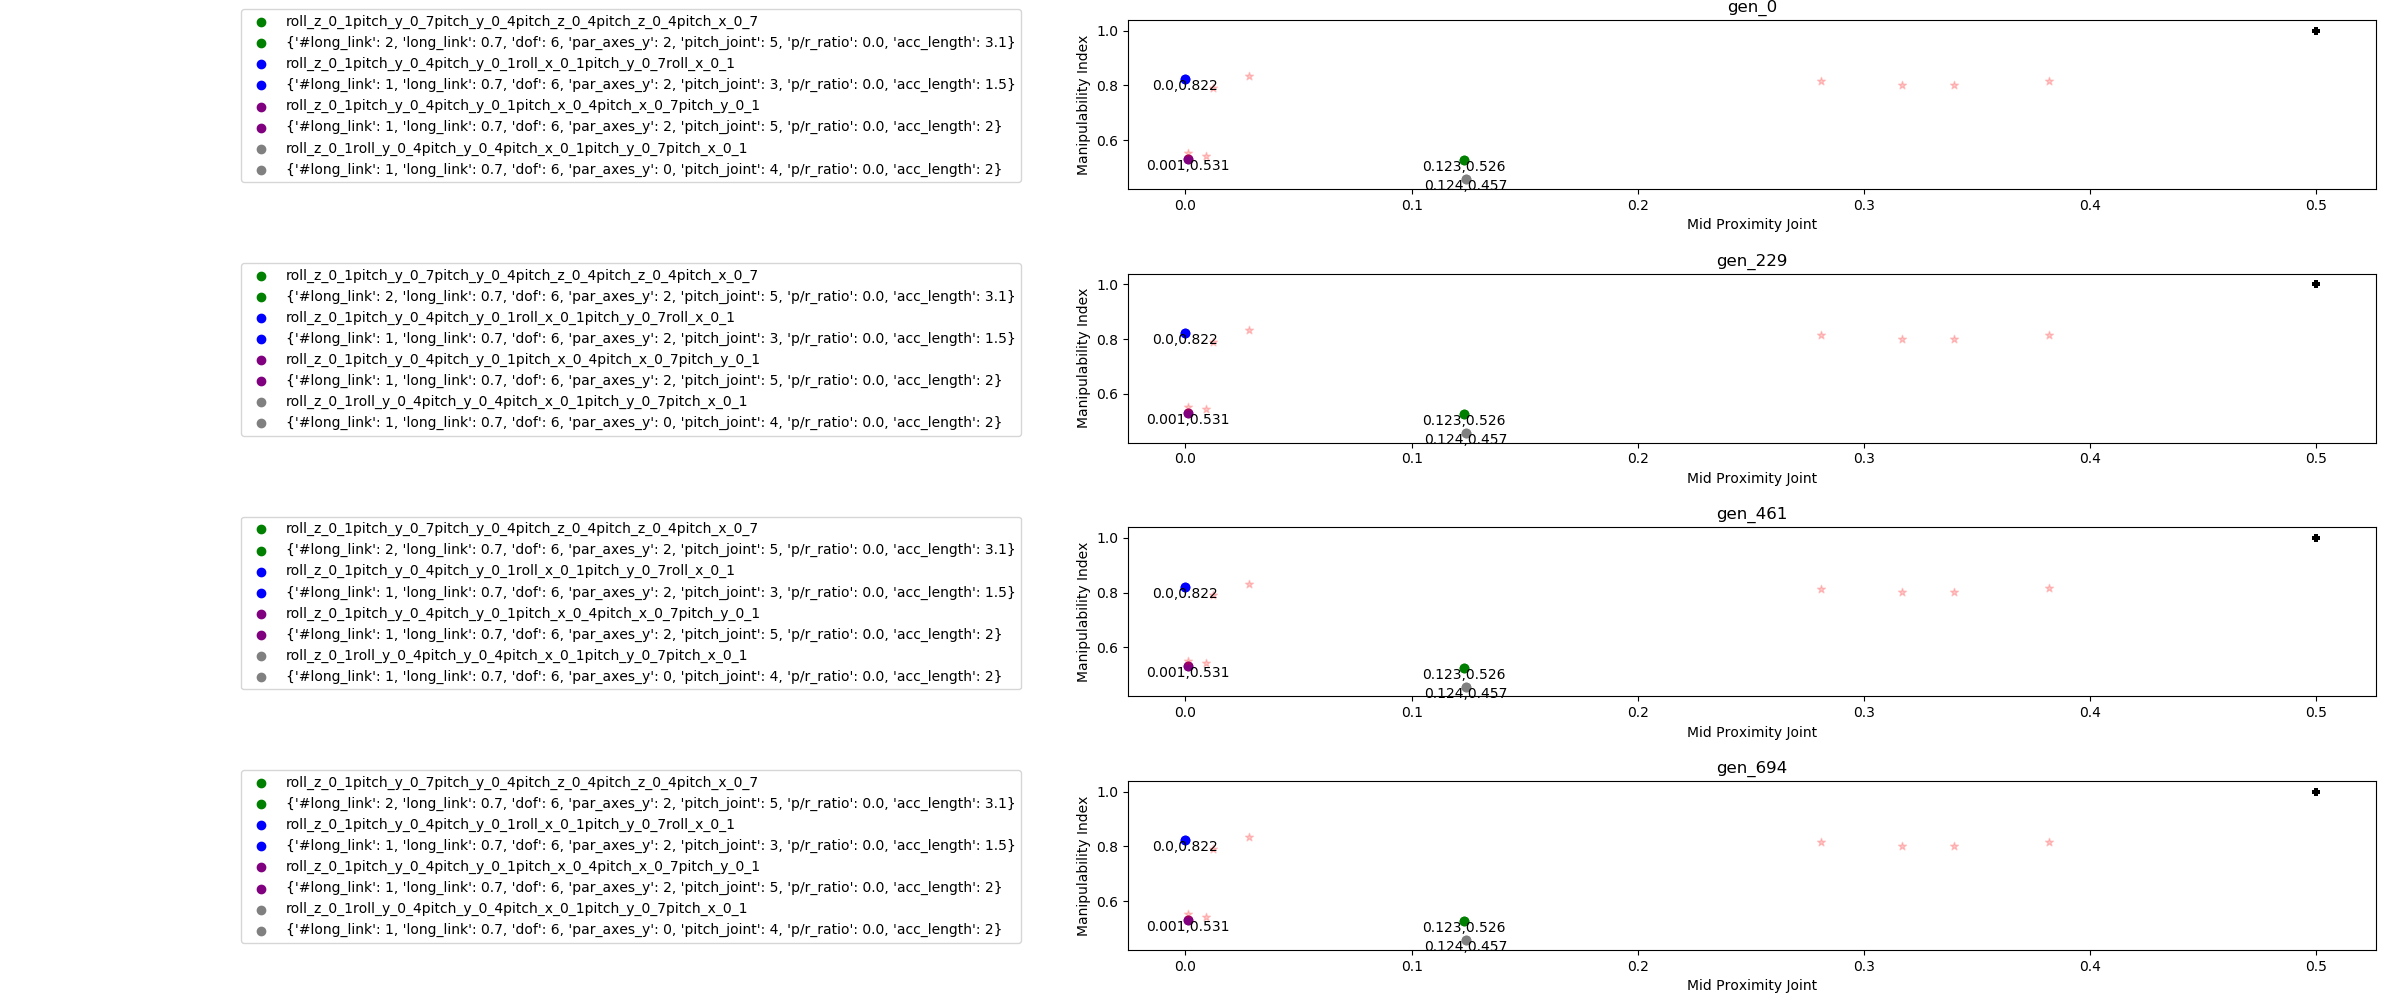 gen_0
roll_z_0_1pitch_y_0_7pitch_y_0_4pitch_z_0_4pitch_z_0_4pitch_x_0_7
{'#long_link': 2, 'long_link': 0.7, 'dof': 6, 'par_axes_y': 2, 'pitch_joint': 5, 'p/r_ratio': 0.0, 'acc_length': 3.1}
roll_z_0_1pitch_y_0_4pitch_y_0_1roll_x_0_1pitch_y_0_7roll_x_0_1
{'#long_link': 1, 'long_link': 0.7, 'dof': 6, 'par_axes_y': 2, 'pitch_joint': 3, 'p/r_ratio': 0.0, 'acc_length': 1.5}
roll_z_0_1pitch_y_0_4pitch_y_0_1pitch_x_0_4pitch_x_0_7pitch_y_0_1
{'#long_link': 1, 'long_link': 0.7, 'dof': 6, 'par_axes_y': 2, 'pitch_joint': 5, 'p/r_ratio': 0.0, 'acc_length': 2}
roll_z_0_1roll_y_0_4pitch_y_0_4pitch_x_0_1pitch_y_0_7pitch_x_0_1
{'#long_link': 1, 'long_link': 0.7, 'dof': 6, 'par_axes_y': 0, 'pitch_joint': 4, 'p/r_ratio': 0.0, 'acc_length': 2}
Manipulability Index
1.0
0.8
0.6
0.0,0.822
0.001,0.531
0.123,0.526
0.124,0.457
0.0 0.1 0.2 0.3 0.4 0.5
Mid Proximity Joint
gen_229
roll_z_0_1pitch_y_0_7pitch_y_0_4pitch_z_0_4pitch_z_0_4pitch_x_0_7
{'#long_link': 2, 'long_link': 0.7, 'dof': 6, 'par_axes_y': 2, 'pitch_joint': 5, 'p/r_ratio': 0.0, 'acc_length': 3.1}
roll_z_0_1pitch_y_0_4pitch_y_0_1roll_x_0_1pitch_y_0_7roll_x_0_1
{'#long_link': 1, 'long_link': 0.7, 'dof': 6, 'par_axes_y': 2, 'pitch_joint': 3, 'p/r_ratio': 0.0, 'acc_length': 1.5}
roll_z_0_1pitch_y_0_4pitch_y_0_1pitch_x_0_4pitch_x_0_7pitch_y_0_1
{'#long_link': 1, 'long_link': 0.7, 'dof': 6, 'par_axes_y': 2, 'pitch_joint': 5, 'p/r_ratio': 0.0, 'acc_length': 2}
roll_z_0_1roll_y_0_4pitch_y_0_4pitch_x_0_1pitch_y_0_7pitch_x_0_1
{'#long_link': 1, 'long_link': 0.7, 'dof': 6, 'par_axes_y': 0, 'pitch_joint': 4, 'p/r_ratio': 0.0, 'acc_length': 2}
Manipulability Index
1.0
0.8
0.6
0.0,0.822
0.001,0.531
0.123,0.526
0.124,0.457
0.0 0.1 0.2 0.3 0.4 0.5
Mid Proximity Joint
gen_461
roll_z_0_1pitch_y_0_7pitch_y_0_4pitch_z_0_4pitch_z_0_4pitch_x_0_7
{'#long_link': 2, 'long_link': 0.7, 'dof': 6, 'par_axes_y': 2, 'pitch_joint': 5, 'p/r_ratio': 0.0, 'acc_length': 3.1}
roll_z_0_1pitch_y_0_4pitch_y_0_1roll_x_0_1pitch_y_0_7roll_x_0_1
{'#long_link': 1, 'long_link': 0.7, 'dof': 6, 'par_axes_y': 2, 'pitch_joint': 3, 'p/r_ratio': 0.0, 'acc_length': 1.5}
roll_z_0_1pitch_y_0_4pitch_y_0_1pitch_x_0_4pitch_x_0_7pitch_y_0_1
{'#long_link': 1, 'long_link': 0.7, 'dof': 6, 'par_axes_y': 2, 'pitch_joint': 5, 'p/r_ratio': 0.0, 'acc_length': 2}
roll_z_0_1roll_y_0_4pitch_y_0_4pitch_x_0_1pitch_y_0_7pitch_x_0_1
{'#long_link': 1, 'long_link': 0.7, 'dof': 6, 'par_axes_y': 0, 'pitch_joint': 4, 'p/r_ratio': 0.0, 'acc_length': 2}
Manipulability Index
1.0
0.8
0.6
0.0,0.822
0.001,0.531
0.123,0.526
0.124,0.457
0.0 0.1 0.2 0.3 0.4 0.5
Mid Proximity Joint
gen_694
roll_z_0_1pitch_y_0_7pitch_y_0_4pitch_z_0_4pitch_z_0_4pitch_x_0_7
{'#long_link': 2, 'long_link': 0.7, 'dof': 6, 'par_axes_y': 2, 'pitch_joint': 5, 'p/r_ratio': 0.0, 'acc_length': 3.1}
roll_z_0_1pitch_y_0_4pitch_y_0_1roll_x_0_1pitch_y_0_7roll_x_0_1
{'#long_link': 1, 'long_link': 0.7, 'dof': 6, 'par_axes_y': 2, 'pitch_joint': 3, 'p/r_ratio': 0.0, 'acc_length': 1.5}
roll_z_0_1pitch_y_0_4pitch_y_0_1pitch_x_0_4pitch_x_0_7pitch_y_0_1
{'#long_link': 1, 'long_link': 0.7, 'dof': 6, 'par_axes_y': 2, 'pitch_joint': 5, 'p/r_ratio': 0.0, 'acc_length': 2}
roll_z_0_1roll_y_0_4pitch_y_0_4pitch_x_0_1pitch_y_0_7pitch_x_0_1
{'#long_link': 1, 'long_link': 0.7, 'dof': 6, 'par_axes_y': 0, 'pitch_joint': 4, 'p/r_ratio': 0.0, 'acc_length': 2}
Manipulability Index
1.0
0.8
0.6
0.0,0.822
0.001,0.531
0.123,0.526
0.124,0.457
0.0 0.1 0.2 0.3 0.4 0.5
Mid Proximity Joint